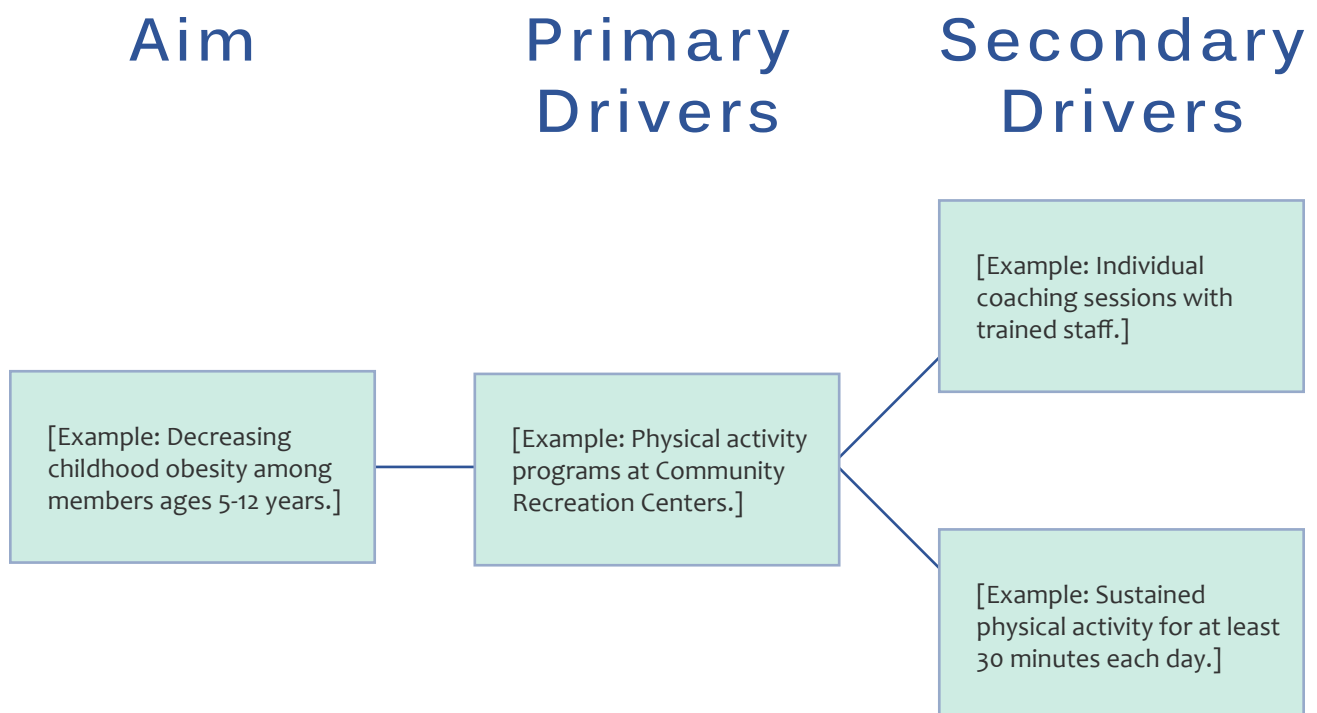 Aim
Primary
Drivers
Secondary
Drivers
[Example: Decreasing
childhood obesity among
members ages 5-12 years.]
[Example: Physical activity
programs at Community
Recreation Centers.]
[Example: Individual
coaching sessions with
trained staff.]
[Example: Sustained
physical activity for at least
30 minutes each day.]